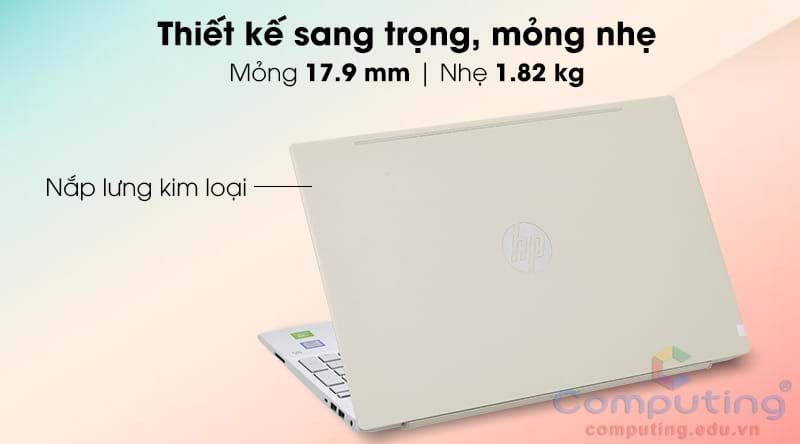 Thiết kế sang trọng, mỏng nhẹ
Mỏng 17.9 mm | Nhẹ 1.82 kg
Nắp lưng kim loại
hp
Computing®
computing.edu.vn